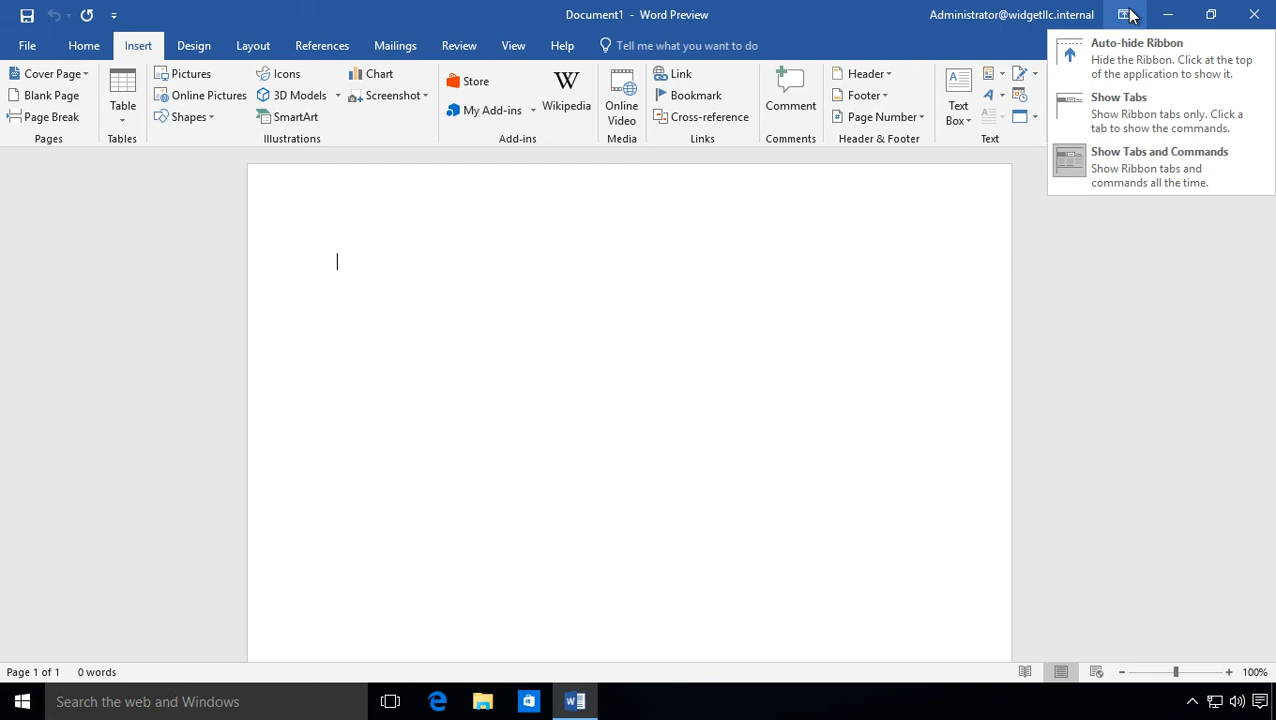 Document1 - Word Preview
Administrator@widgetllc.internal
File Home Insert Design Layout References Mailings Review View Help Tell me what you want to do
Cover Page
Blank Page
Page Break
Pages
Table
Tables
Pictures
Online Pictures
Shapes
Icons
3D Models
SmartArt
Chart
Screenshot
Illustrations
Store
My Add-ins
Wikipedia
Add-ins
Online
Video
Media
Link
Bookmark
Cross-reference
Links
Comment
Comments
Header
Footer
Page Number
Header & Footer
Text
Box
Text
Auto-hide Ribbon
Hide the Ribbon. Click at the top
of the application to show it.
Show Tabs
Show Ribbon tabs only. Click a
tab to show the commands.
Show Tabs and Commands
Show Ribbon tabs and
commands all the time.
Page 1 of 1 0 words
100%
Search the web and Windows